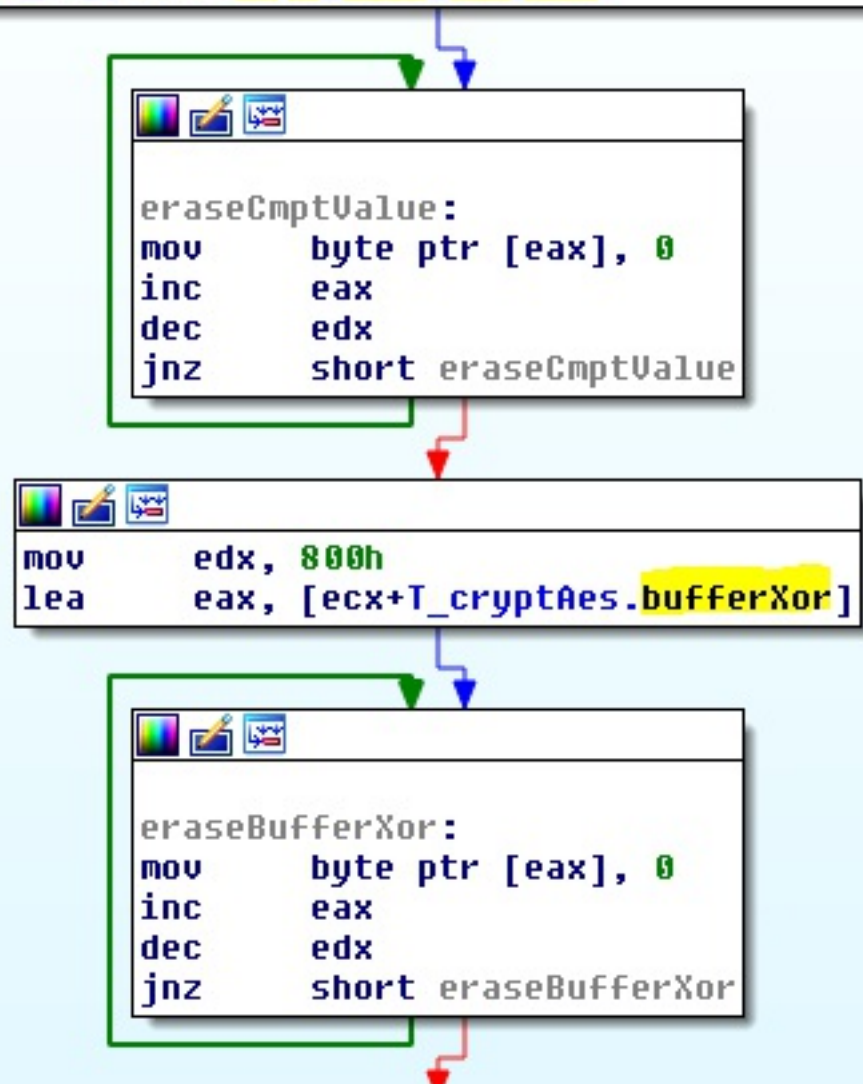 eraseCmptValue:
mov byte ptr [eax], 0
inc eax
dec edx
jnz short eraseCmptValue
mov edx, 800h
lea eax, [ecx+T_cryptAes.bufferXor]
eraseBufferXor:
mov byte ptr [eax], 0
inc eax
dec edx
jnz short eraseBufferXor